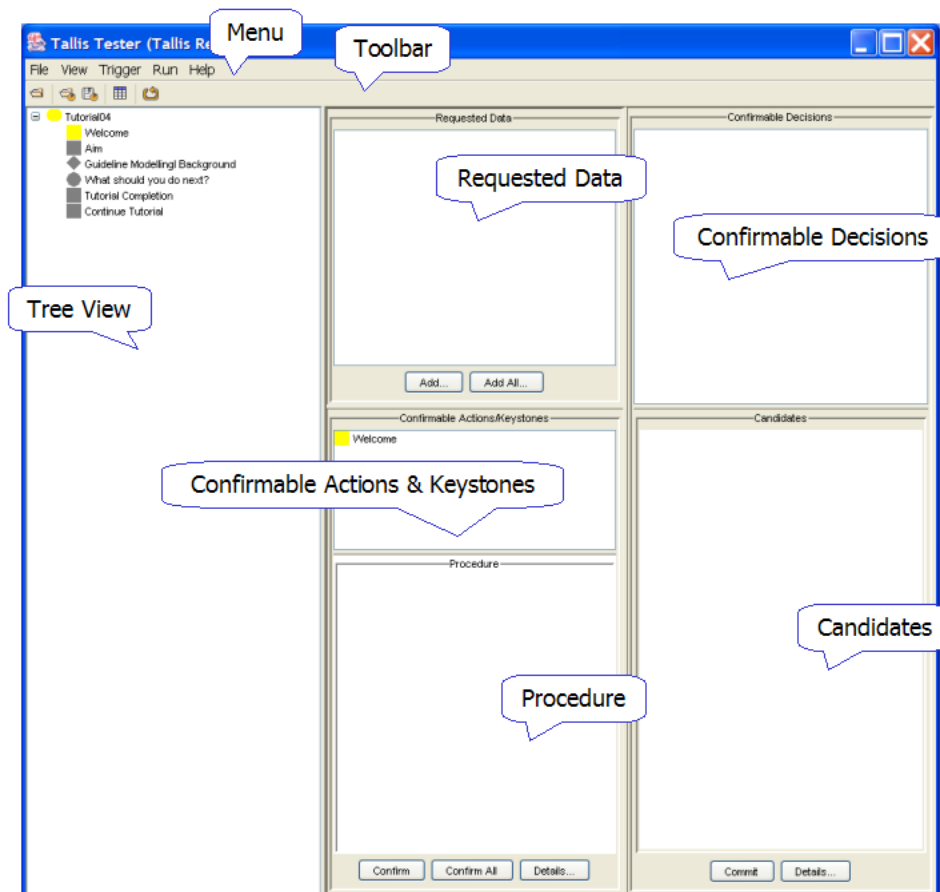 Menu
Toolbar
Tallis Tester (Tallis Re
File View Trigger Run Help
Tutorial04
Welcome
Aim
Guideline Modellingl Background
What should you do next?
Tutorial Completion
Continue Tutorial
Tree View
Requested Data
Requested Data
Add... Add All...
Confirmable Decisions
Confirmable Decisions
Confirmable Actions/Keystones
Welcome
Confirmable Actions & Keystones
Procedure
Procedure
Confirm Confirm All Details...
Candidates
Candidates
Commit Details...